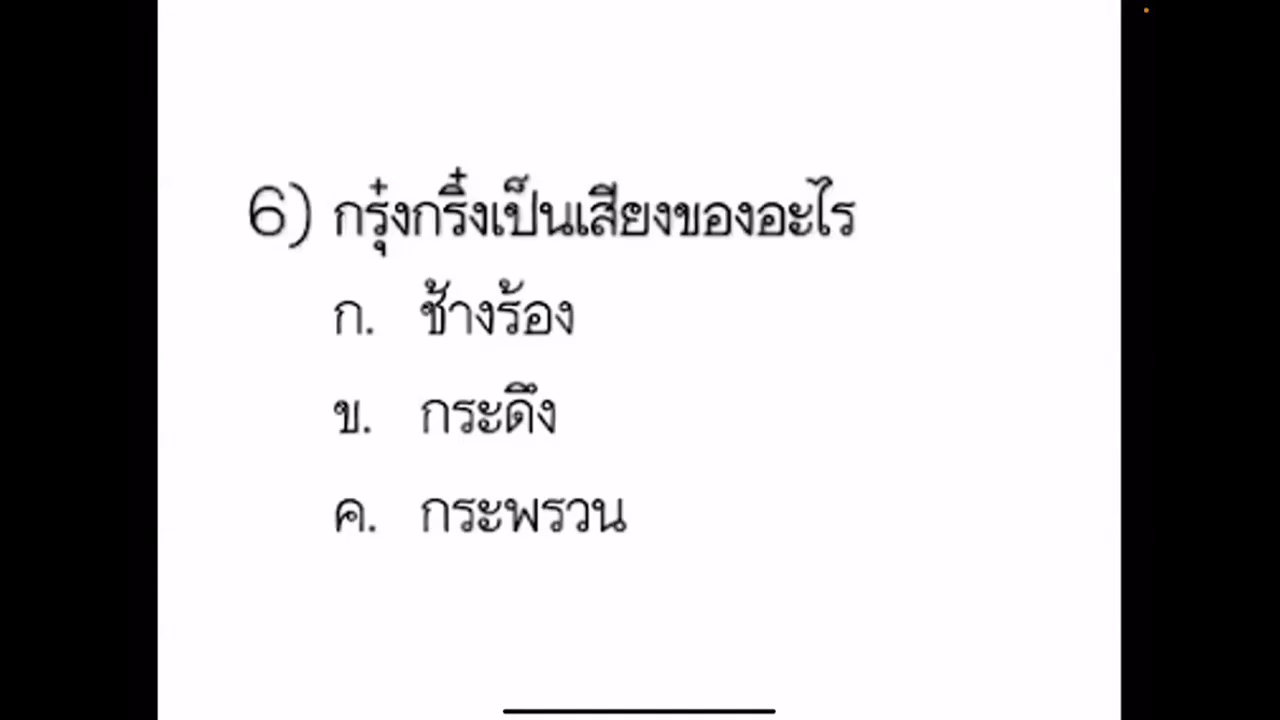 6) กรุ๋งกริ๋งเป็นเสียงของอะไร
ก. ช้างร้อง
ข. กระดึง
ค. กระพรวน